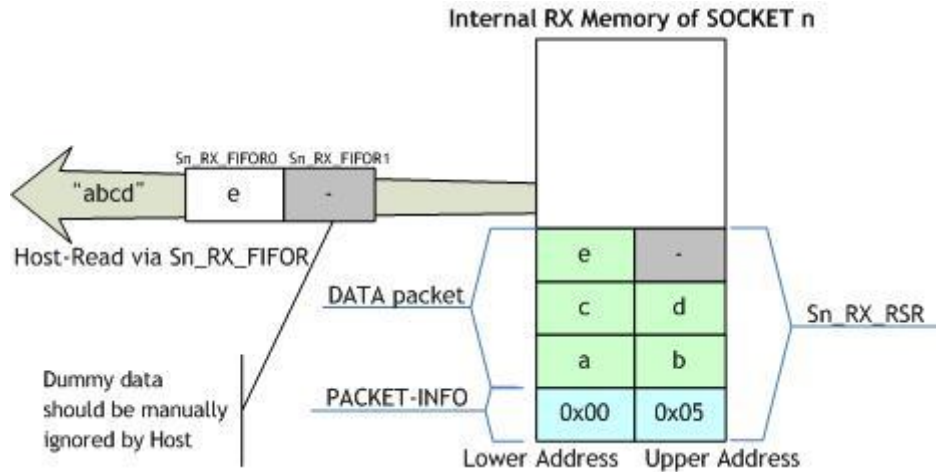 Internal RX Memory of SOCKET n
Sn_RX_FIFOR0 Sn_RX_FIFOR1
"abcd" e -
Host-Read via Sn_RX_FIFOR
e -
DATA packet
c d
Sn_RX_RSR
a b
Dummy data
should be manually
ignored by Host
PACKET-INFO
0x00 0x05
Lower Address Upper Address